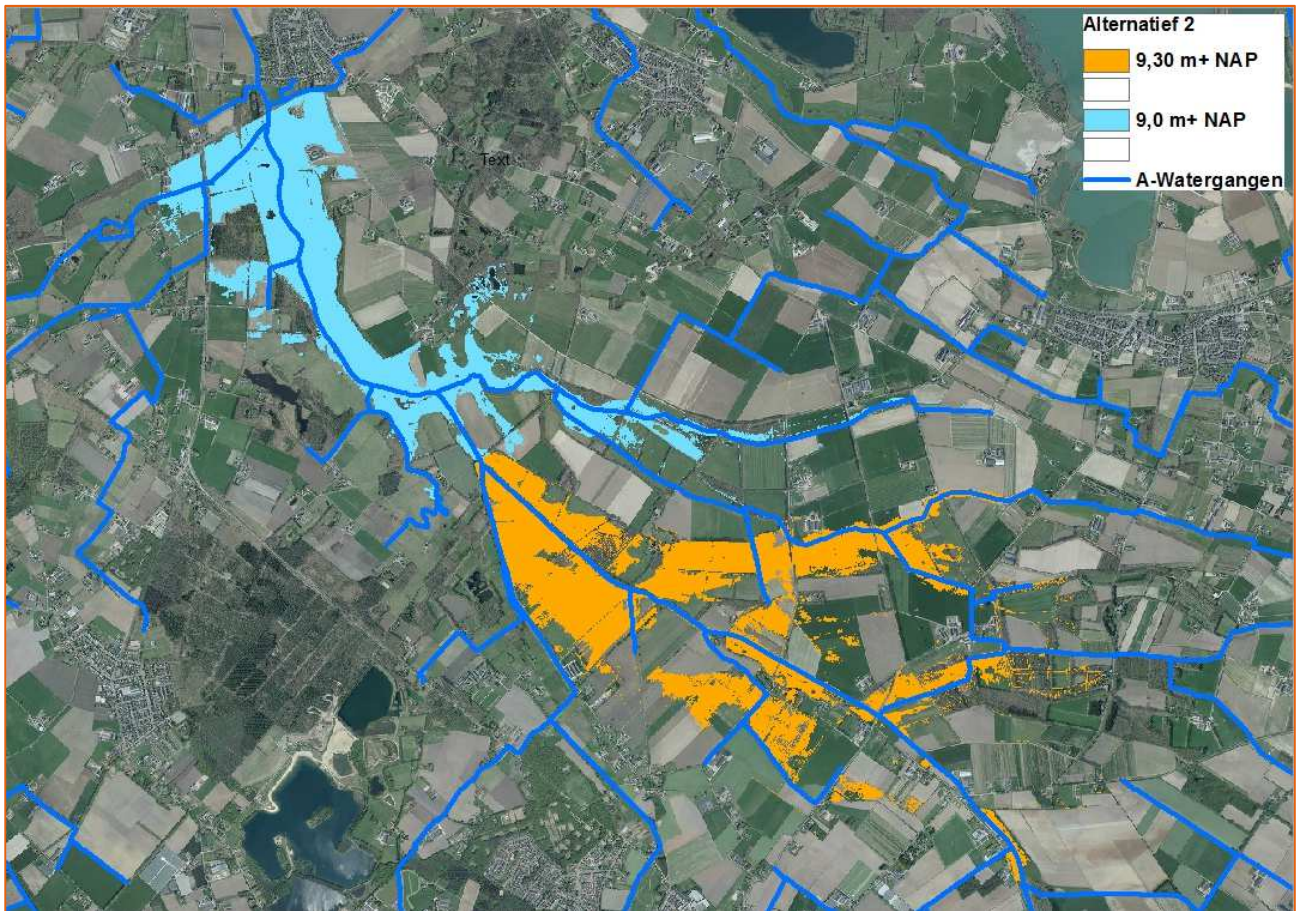 Alternatief 2
9,30 m+ NAP
9,0 m+ NAP
A-Watergangen
Text